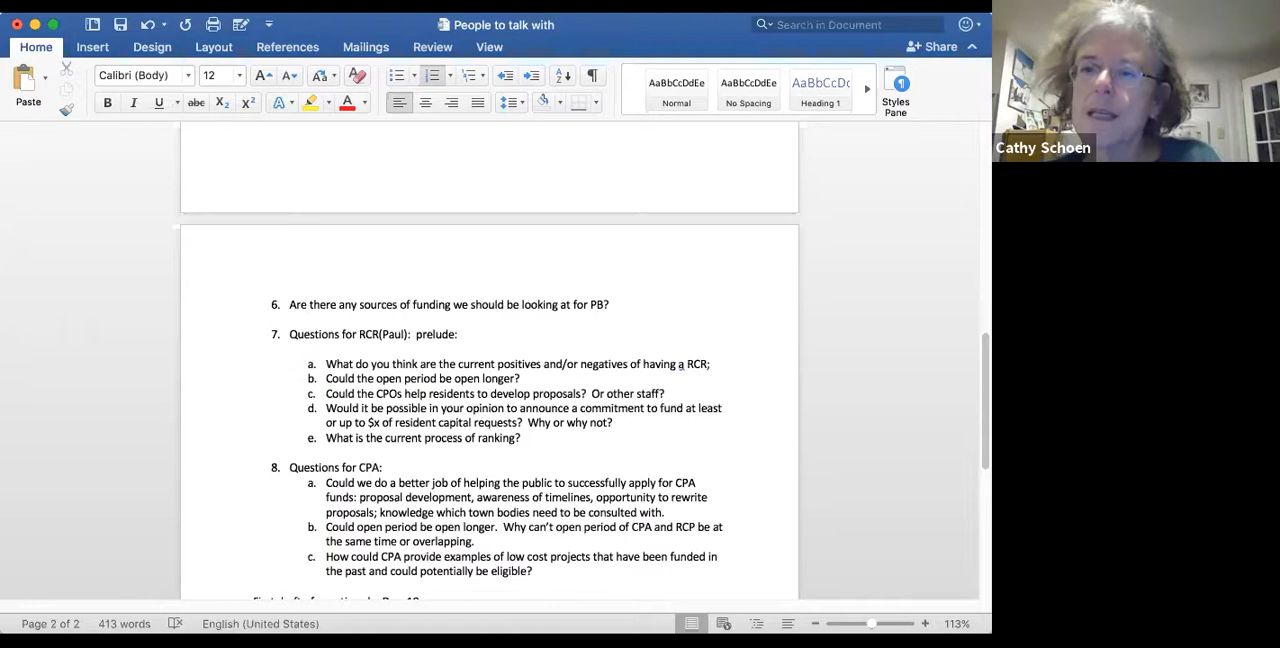 People to talk with
Search in Document
Home Insert Design Layout References Mailings Review View
Share
Paste
Calibri (Body) 12
AaBbCcDdEe AaBbCcDdEe AaBbCcDc
Normal No Spacing Heading 1
Styles
Pane
Cathy Schoen
6. Are there any sources of funding we should be looking at for PB?
7. Questions for RCR(Paul): prelude:
a. What do you think are the current positives and/or negatives of having a RCR;
b. Could the open period be open longer?
c. Could the CPOs help residents to develop proposals? Or other staff?
d. Would it be possible in your opinion to announce a commitment to fund at least
or up to $x of resident capital requests? Why or why not?
e. What is the current process of ranking?
8. Questions for CPA:
a. Could we do a better job of helping the public to successfully apply for CPA
funds: proposal development, awareness of timelines, opportunity to rewrite
proposals; knowledge which town bodies need to be consulted with.
b. Could open period be open longer. Why can't open period of CPA and RCP be at
the same time or overlapping.
c. How could CPA provide examples of low cost projects that have been funded in
the past and could potentially be eligible?
Page 2 of 2 413 words English (United States) 113%